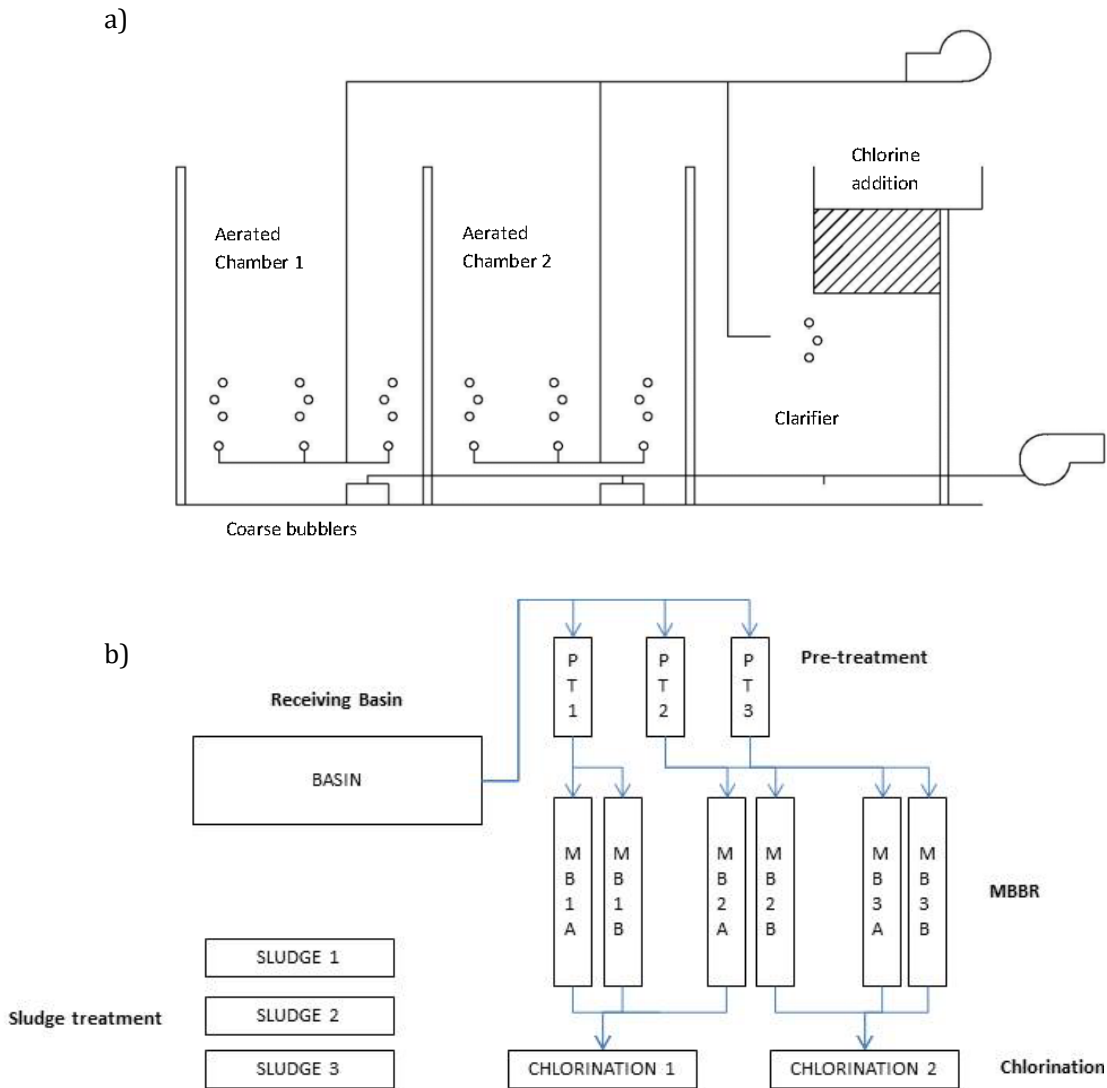 a)
Chlorine
addition
Aerated
Chamber 1
Aerated
Chamber 2
Clarifier
Coarse bubblers
b)
Pre-treatment
P
T
1
P
T
2
P
T
3
Receiving Basin
BASIN
M
B
1
A
M
B
1
B
M
B
2
A
M
B
2
B
M
B
3
A
M
B
3
B
MBBR
Sludge treatment
SLUDGE 1
SLUDGE 2
SLUDGE 3
CHLORINATION 1
CHLORINATION 2
Chlorination